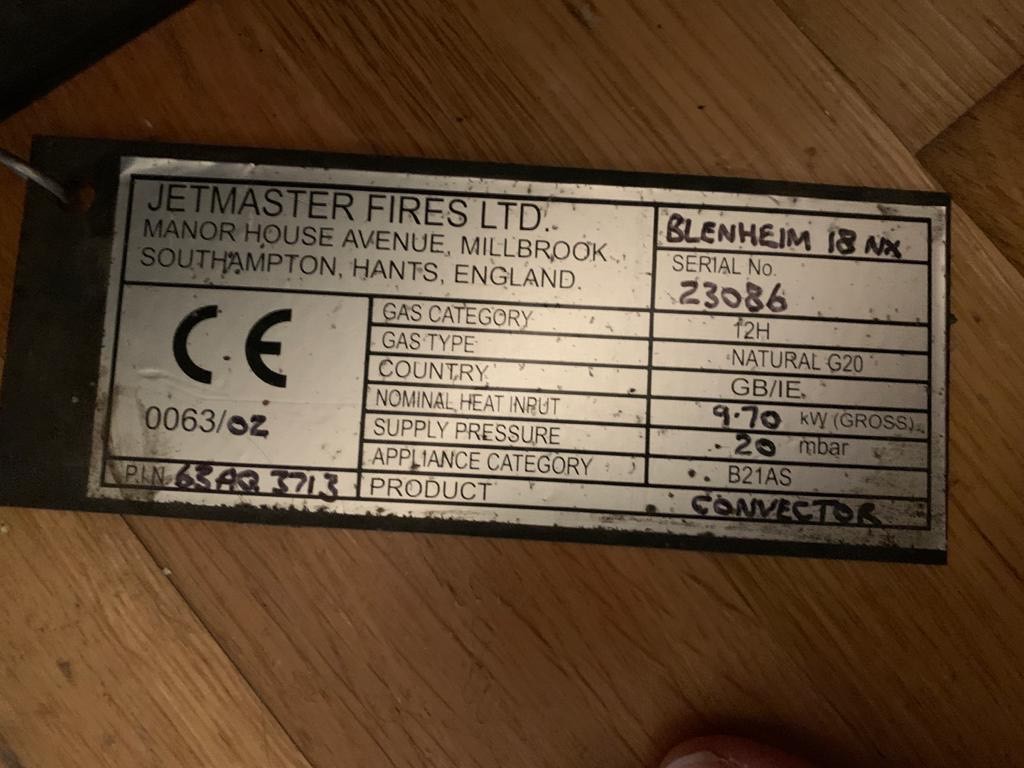 JETMASTER FIRES LTD.
MANOR HOUSE AVENUE, MILLBROOK,
SOUTHAMPTON, HANTS, ENGLAND.
BLENHEIM 18 NX
SERIAL No.
23086
CE
0063/02
P.I.N. 63AQ 3713
GAS CATEGORY I2H
GAS TYPE NATURAL G20
COUNTRY GB/IE
NOMINAL HEAT INPUT 9.70 kW (GROSS)
SUPPLY PRESSURE 20 mbar
APPLIANCE CATEGORY B21AS
PRODUCT CONVECTOR